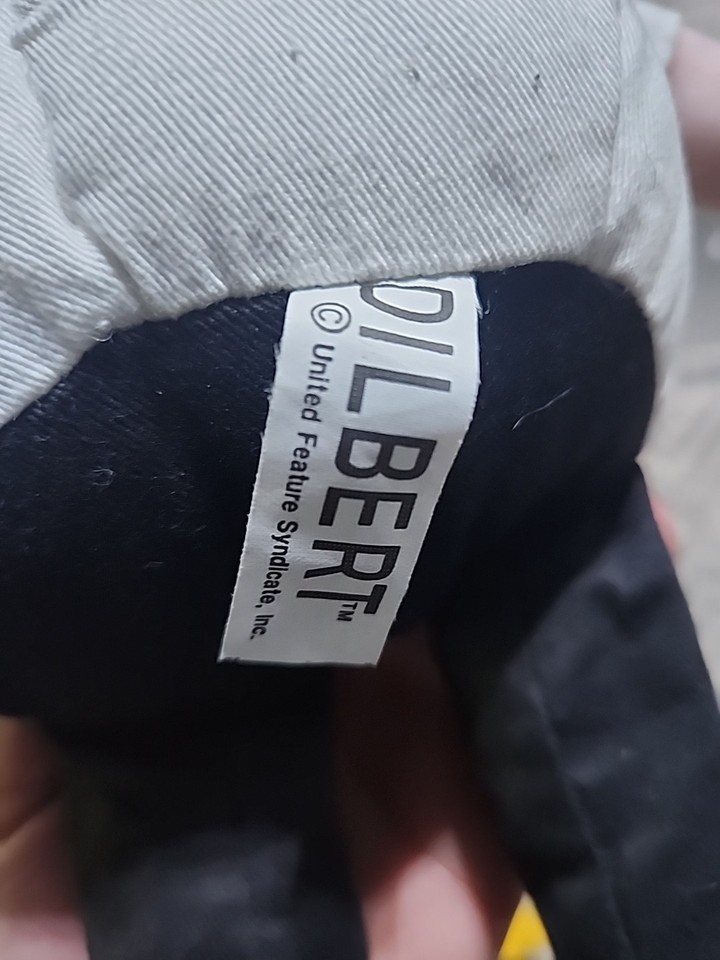 DILBERT™
© United Feature Syndicate, Inc.